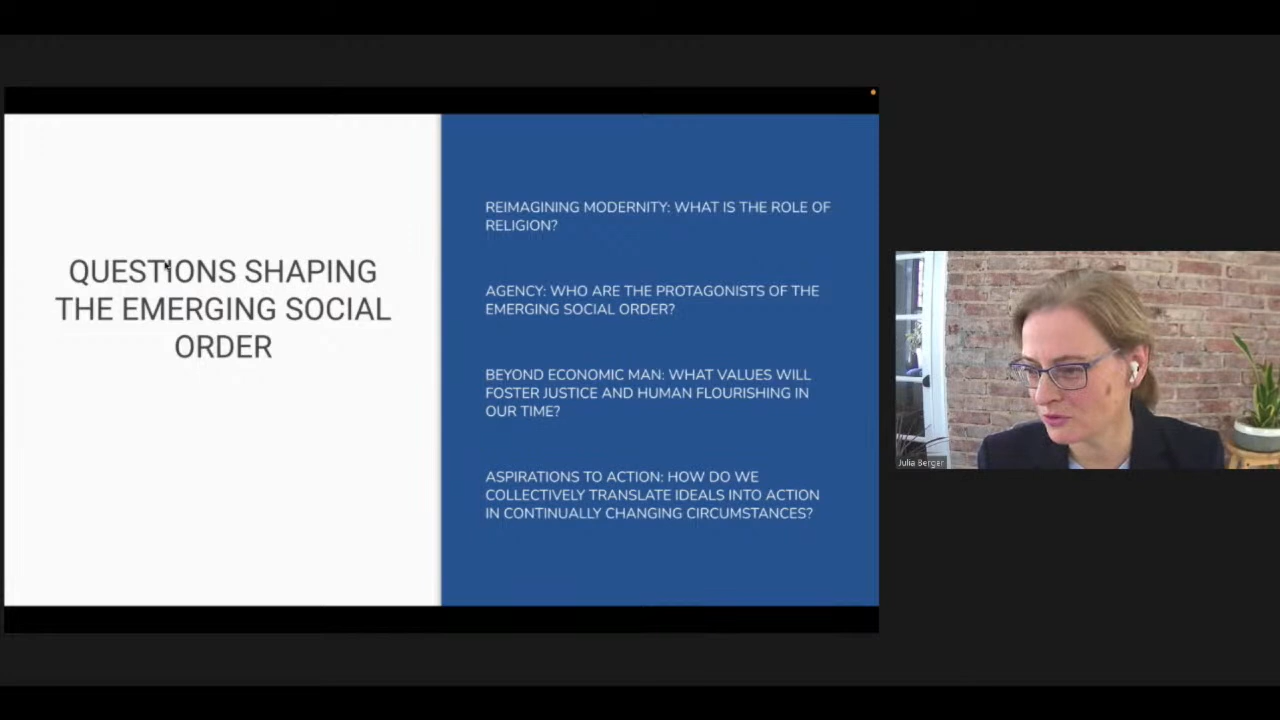 QUESTIONS SHAPING
THE EMERGING SOCIAL
ORDER
REIMAGINING MODERNITY: WHAT IS THE ROLE OF
RELIGION?
AGENCY: WHO ARE THE PROTAGONISTS OF THE
EMERGING SOCIAL ORDER?
BEYOND ECONOMIC MAN: WHAT VALUES WILL
FOSTER JUSTICE AND HUMAN FLOURISHING IN
OUR TIME?
ASPIRATIONS TO ACTION: HOW DO WE
COLLECTIVELY TRANSLATE IDEALS INTO ACTION
IN CONTINUALLY CHANGING CIRCUMSTANCES?
Julia Berger